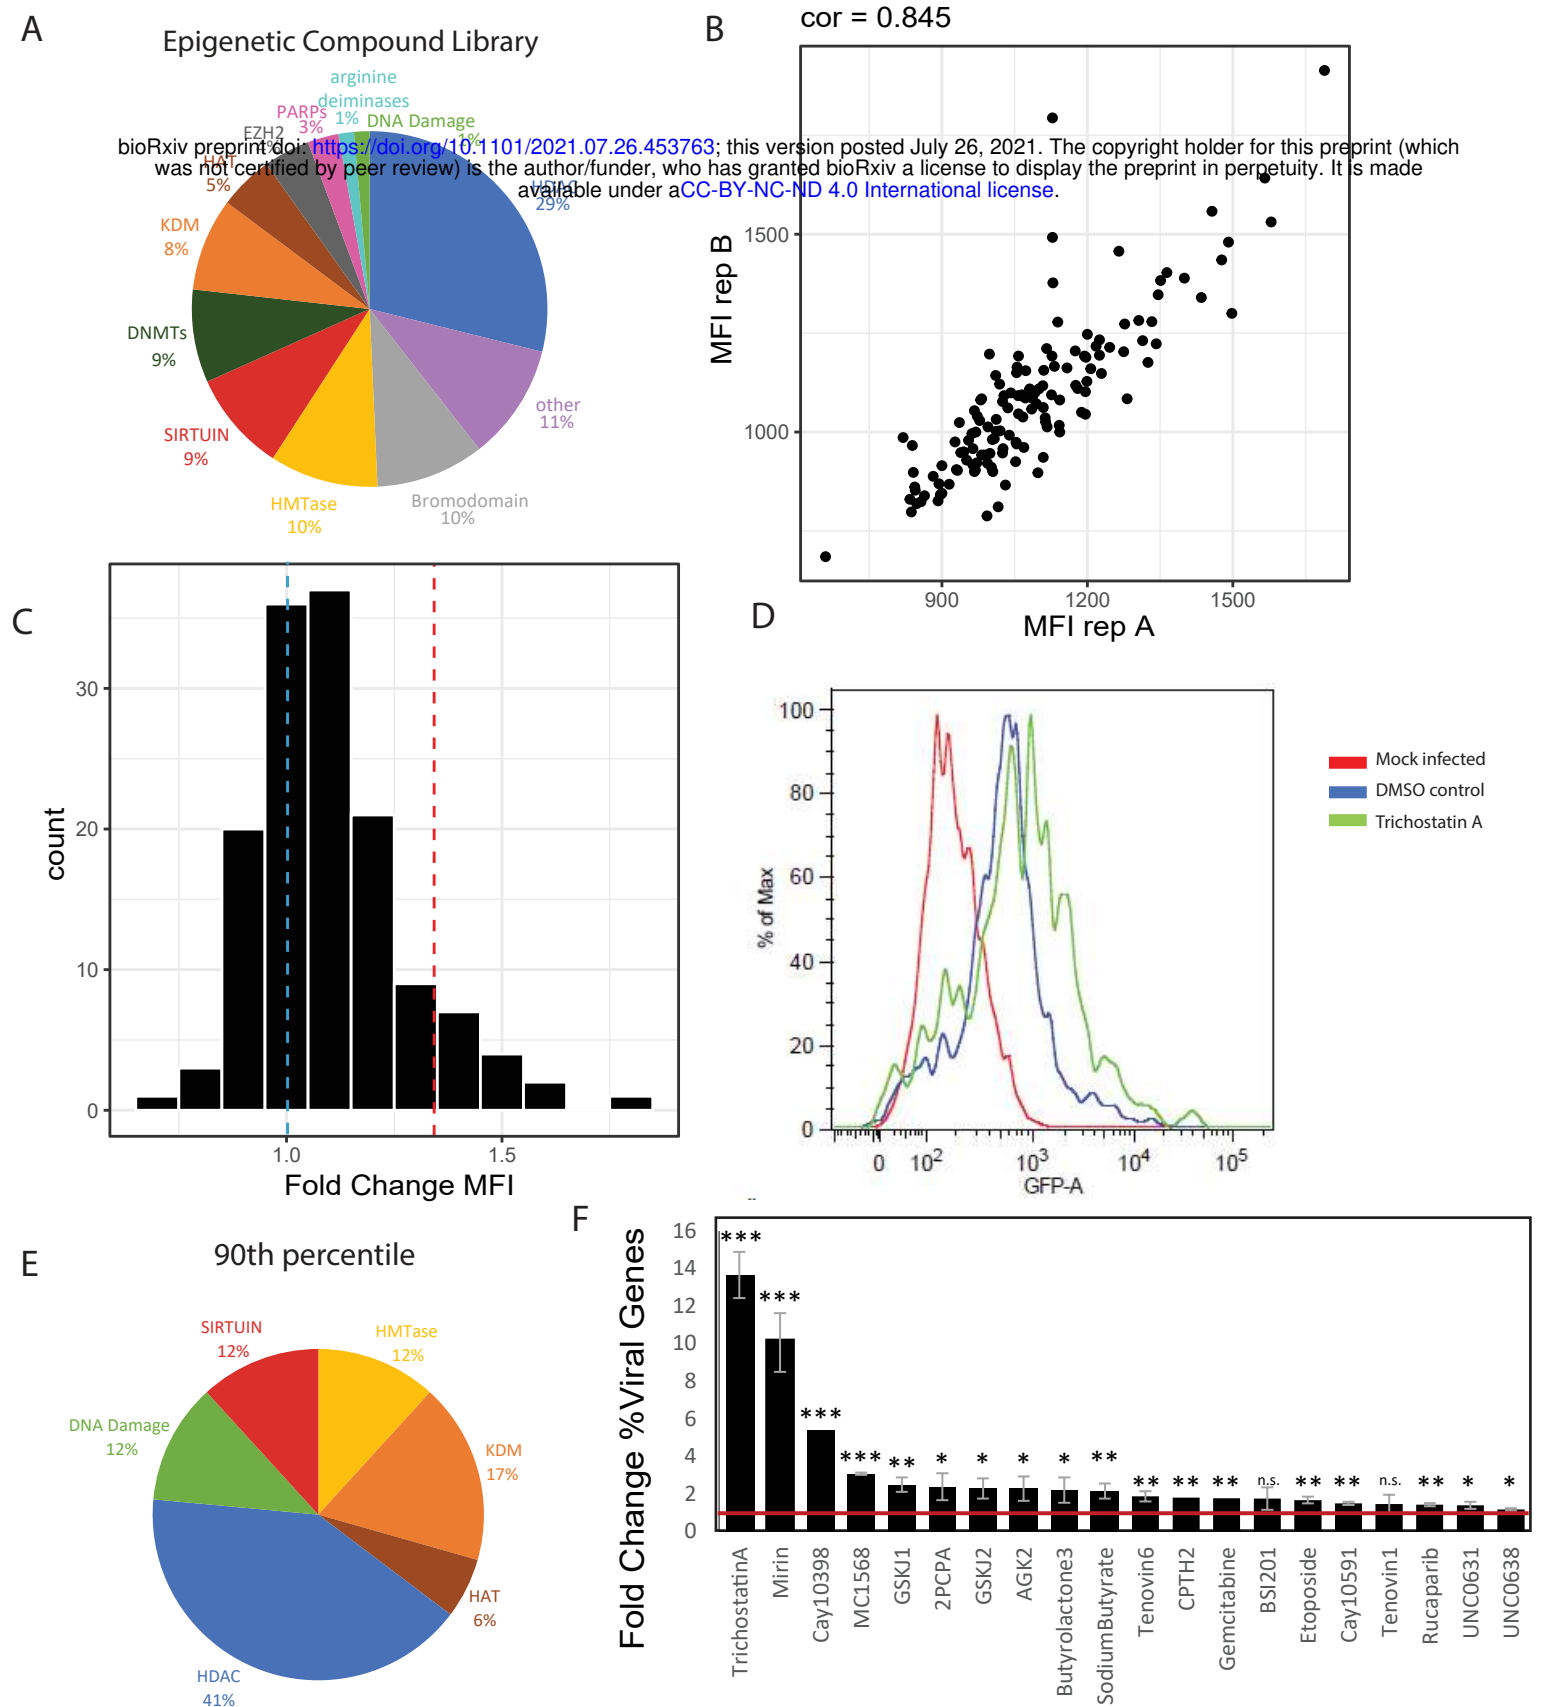 A
Epigenetic Compound Library
arginine
deiminases
1%
PARPs
3%
DNA Damage
1%
EZH2
HAT
5%
HDAC
29%
KDM
8%
DNMTs
9%
SIRTUIN
9%
HMTase
10%
Bromodomain
10%
other
11%
bioRxiv preprint doi: https://doi.org/10.1101/2021.07.26.453763; this version posted July 26, 2021. The copyright holder for this preprint (which
was not certified by peer review) is the author/funder, who has granted bioRxiv a license to display the preprint in perpetuity. It is made
available under aCC-BY-NC-ND 4.0 International license.
B
cor = 0.845
MFI rep B
1500
1000
900
1200
1500
MFI rep A
C
count
30
20
10
0
1.0
1.5
Fold Change MFI
D
% of Max
100
80
60
40
20
0
0
10²
10³
10⁴
10⁵
GFP-A
Mock infected
DMSO control
Trichostatin A
E
90th percentile
SIRTUIN
12%
HMTase
12%
DNA Damage
12%
KDM
17%
HAT
6%
HDAC
41%
F
Fold Change %Viral Genes
16
14
12
10
8
6
4
2
0
***
***
***
***
**
*
*
*
*
**
**
**
**
n.s.
**
**
n.s.
**
*
*
TrichostatinA
Mirin
Cay10398
MC1568
GSKJ1
2PCPA
GSKJ2
AGK2
Butyrolactone3
SodiumButyrate
Tenovin6
CPTH2
Gemcitabine
BSI201
Etoposide
Cay10591
Tenovin1
Rucaparib
UNC0631
UNC0638